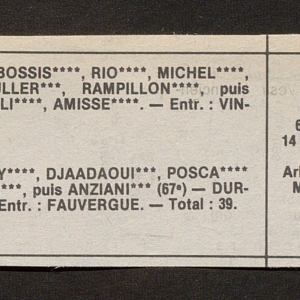 BOSSIS****, RIO****, MICHEL****,
ULLER***, RAMPILLON****, puis
LI****, AMISSE****. — Entr. : VIN-
Y****, DJAADAOUI***, POSCA****
***, puis ANZIANI*** (67e) — DUR-
Entr. : FAUVERGUE. — Total : 39.
6
14
Ar
M